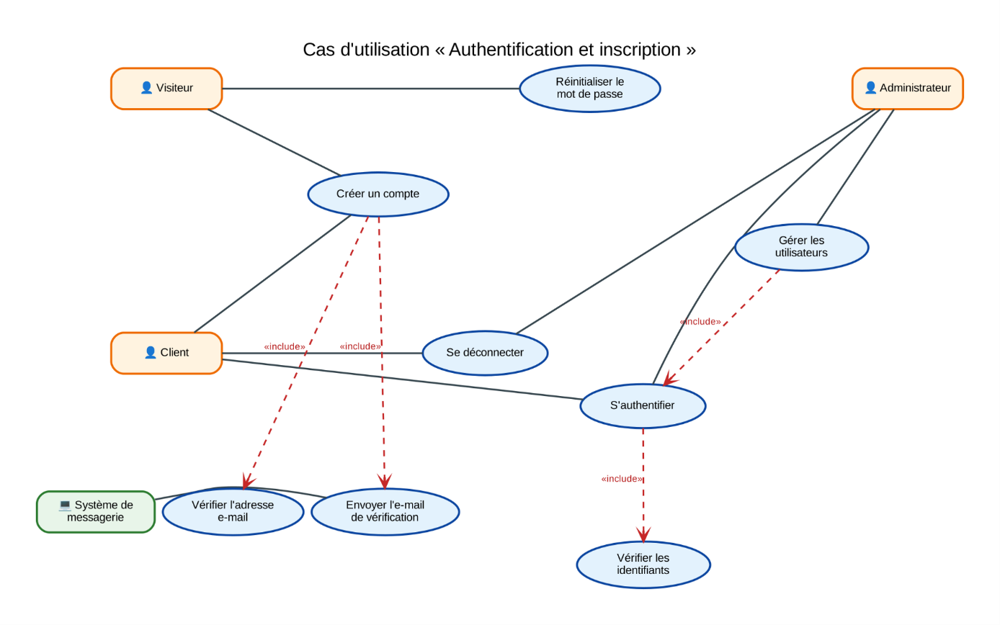 Cas d'utilisation « Authentification et inscription »
👤 Visiteur
Réinitialiser le
mot de passe
👤 Administrateur
Créer un compte
Gérer les
utilisateurs
«include»
👤 Client
«include»
«include»
Se déconnecter
S'authentifier
«include»
💻 Système de
messagerie
Vérifier l'adresse
e-mail
Envoyer l'e-mail
de vérification
Vérifier les
identifiants